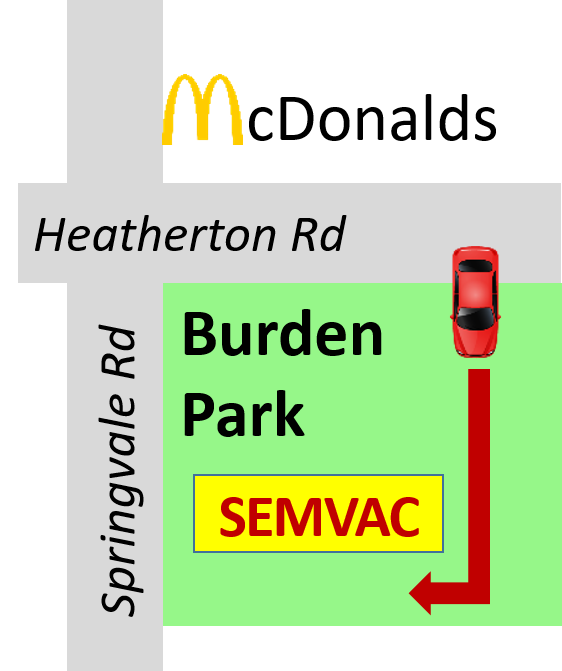 McDonalds
Heatherton Rd
Burden
Park
Springvale Rd
SEMVAC